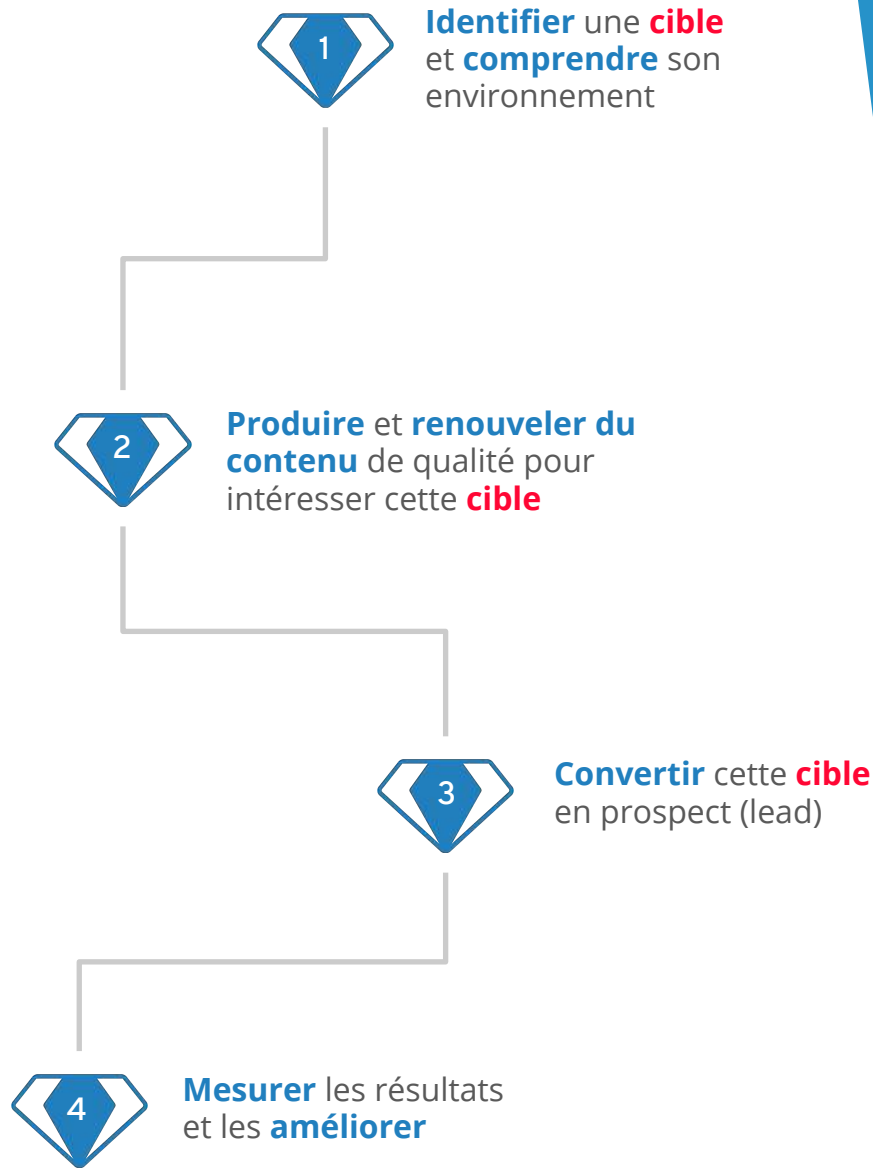 1
Identifier une cible
et comprendre son
environnement
2
Produire et renouveler du
contenu de qualité pour
intéresser cette cible
3
Convertir cette cible
en prospect (lead)
4
Mesurer les résultats
et les améliorer